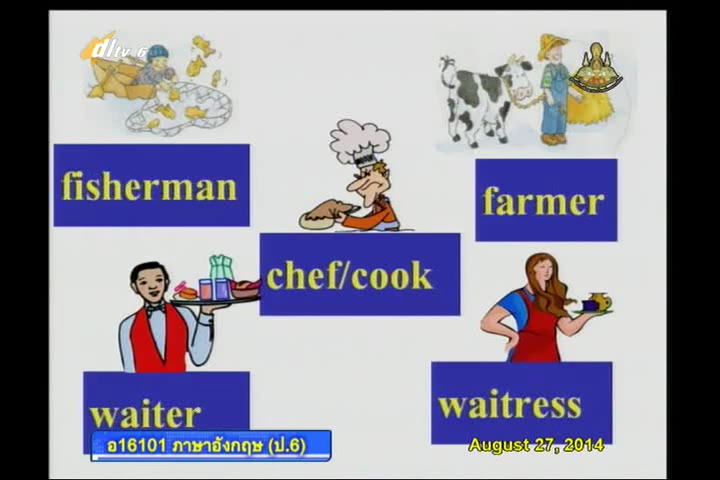 dltv 6
fisherman
farmer
chef/cook
waiter
waitress
อ16101 ภาษาอังกฤษ (ป.6)
August 27, 2014